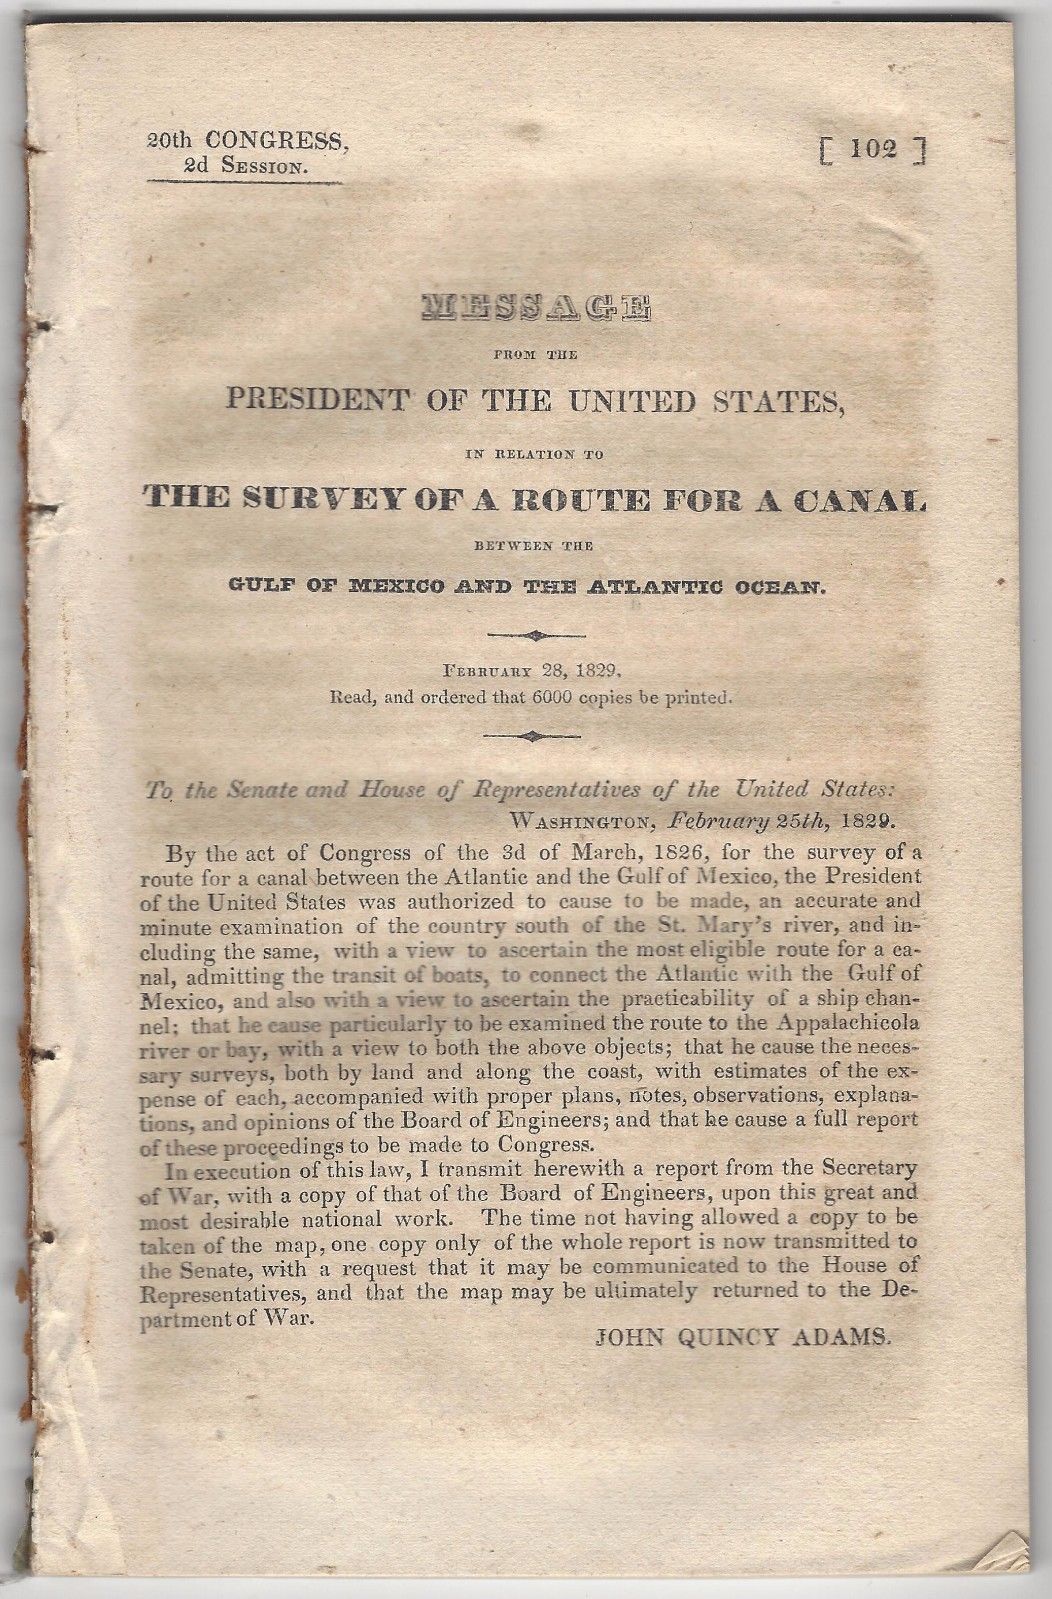 20th CONGRESS,
2d SESSION.
[ 102 ]
MESSAGE
FROM THE
PRESIDENT OF THE UNITED STATES,
IN RELATION TO
THE SURVEY OF A ROUTE FOR A CANAL
BETWEEN THE
GULF OF MEXICO AND THE ATLANTIC OCEAN.
FEBRUARY 28, 1829,
Read, and ordered that 6000 copies be printed.
To the Senate and House of Representatives of the United States:
WASHINGTON, February 25th, 1829.
By the act of Congress of the 3d of March, 1826, for the survey of a
route for a canal between the Atlantic and the Gulf of Mexico, the President
of the United States was authorized to cause to be made, an accurate and
minute examination of the country south of the St. Mary's river, and in-
cluding the same, with a view to ascertain the most eligible route for a ca-
nal, admitting the transit of boats, to connect the Atlantic with the Gulf of
Mexico, and also with a view to ascertain the practicability of a ship chan-
nel; that he cause particularly to be examined the route to the Appalachicola
river or bay, with a view to both the above objects; that he cause the neces-
sary surveys, both by land and along the coast, with estimates of the ex-
pense of each, accompanied with proper plans, notes, observations, explana-
tions, and opinions of the Board of Engineers; and that he cause a full report
of these proceedings to be made to Congress.
In execution of this law, I transmit herewith a report from the Secretary
of War, with a copy of that of the Board of Engineers, upon this great and
most desirable national work. The time not having allowed a copy to be
taken of the map, one copy only of the whole report is now transmitted to
the Senate, with a request that it may be communicated to the House of
Representatives, and that the map may be ultimately returned to the De-
partment of War.
JOHN QUINCY ADAMS.